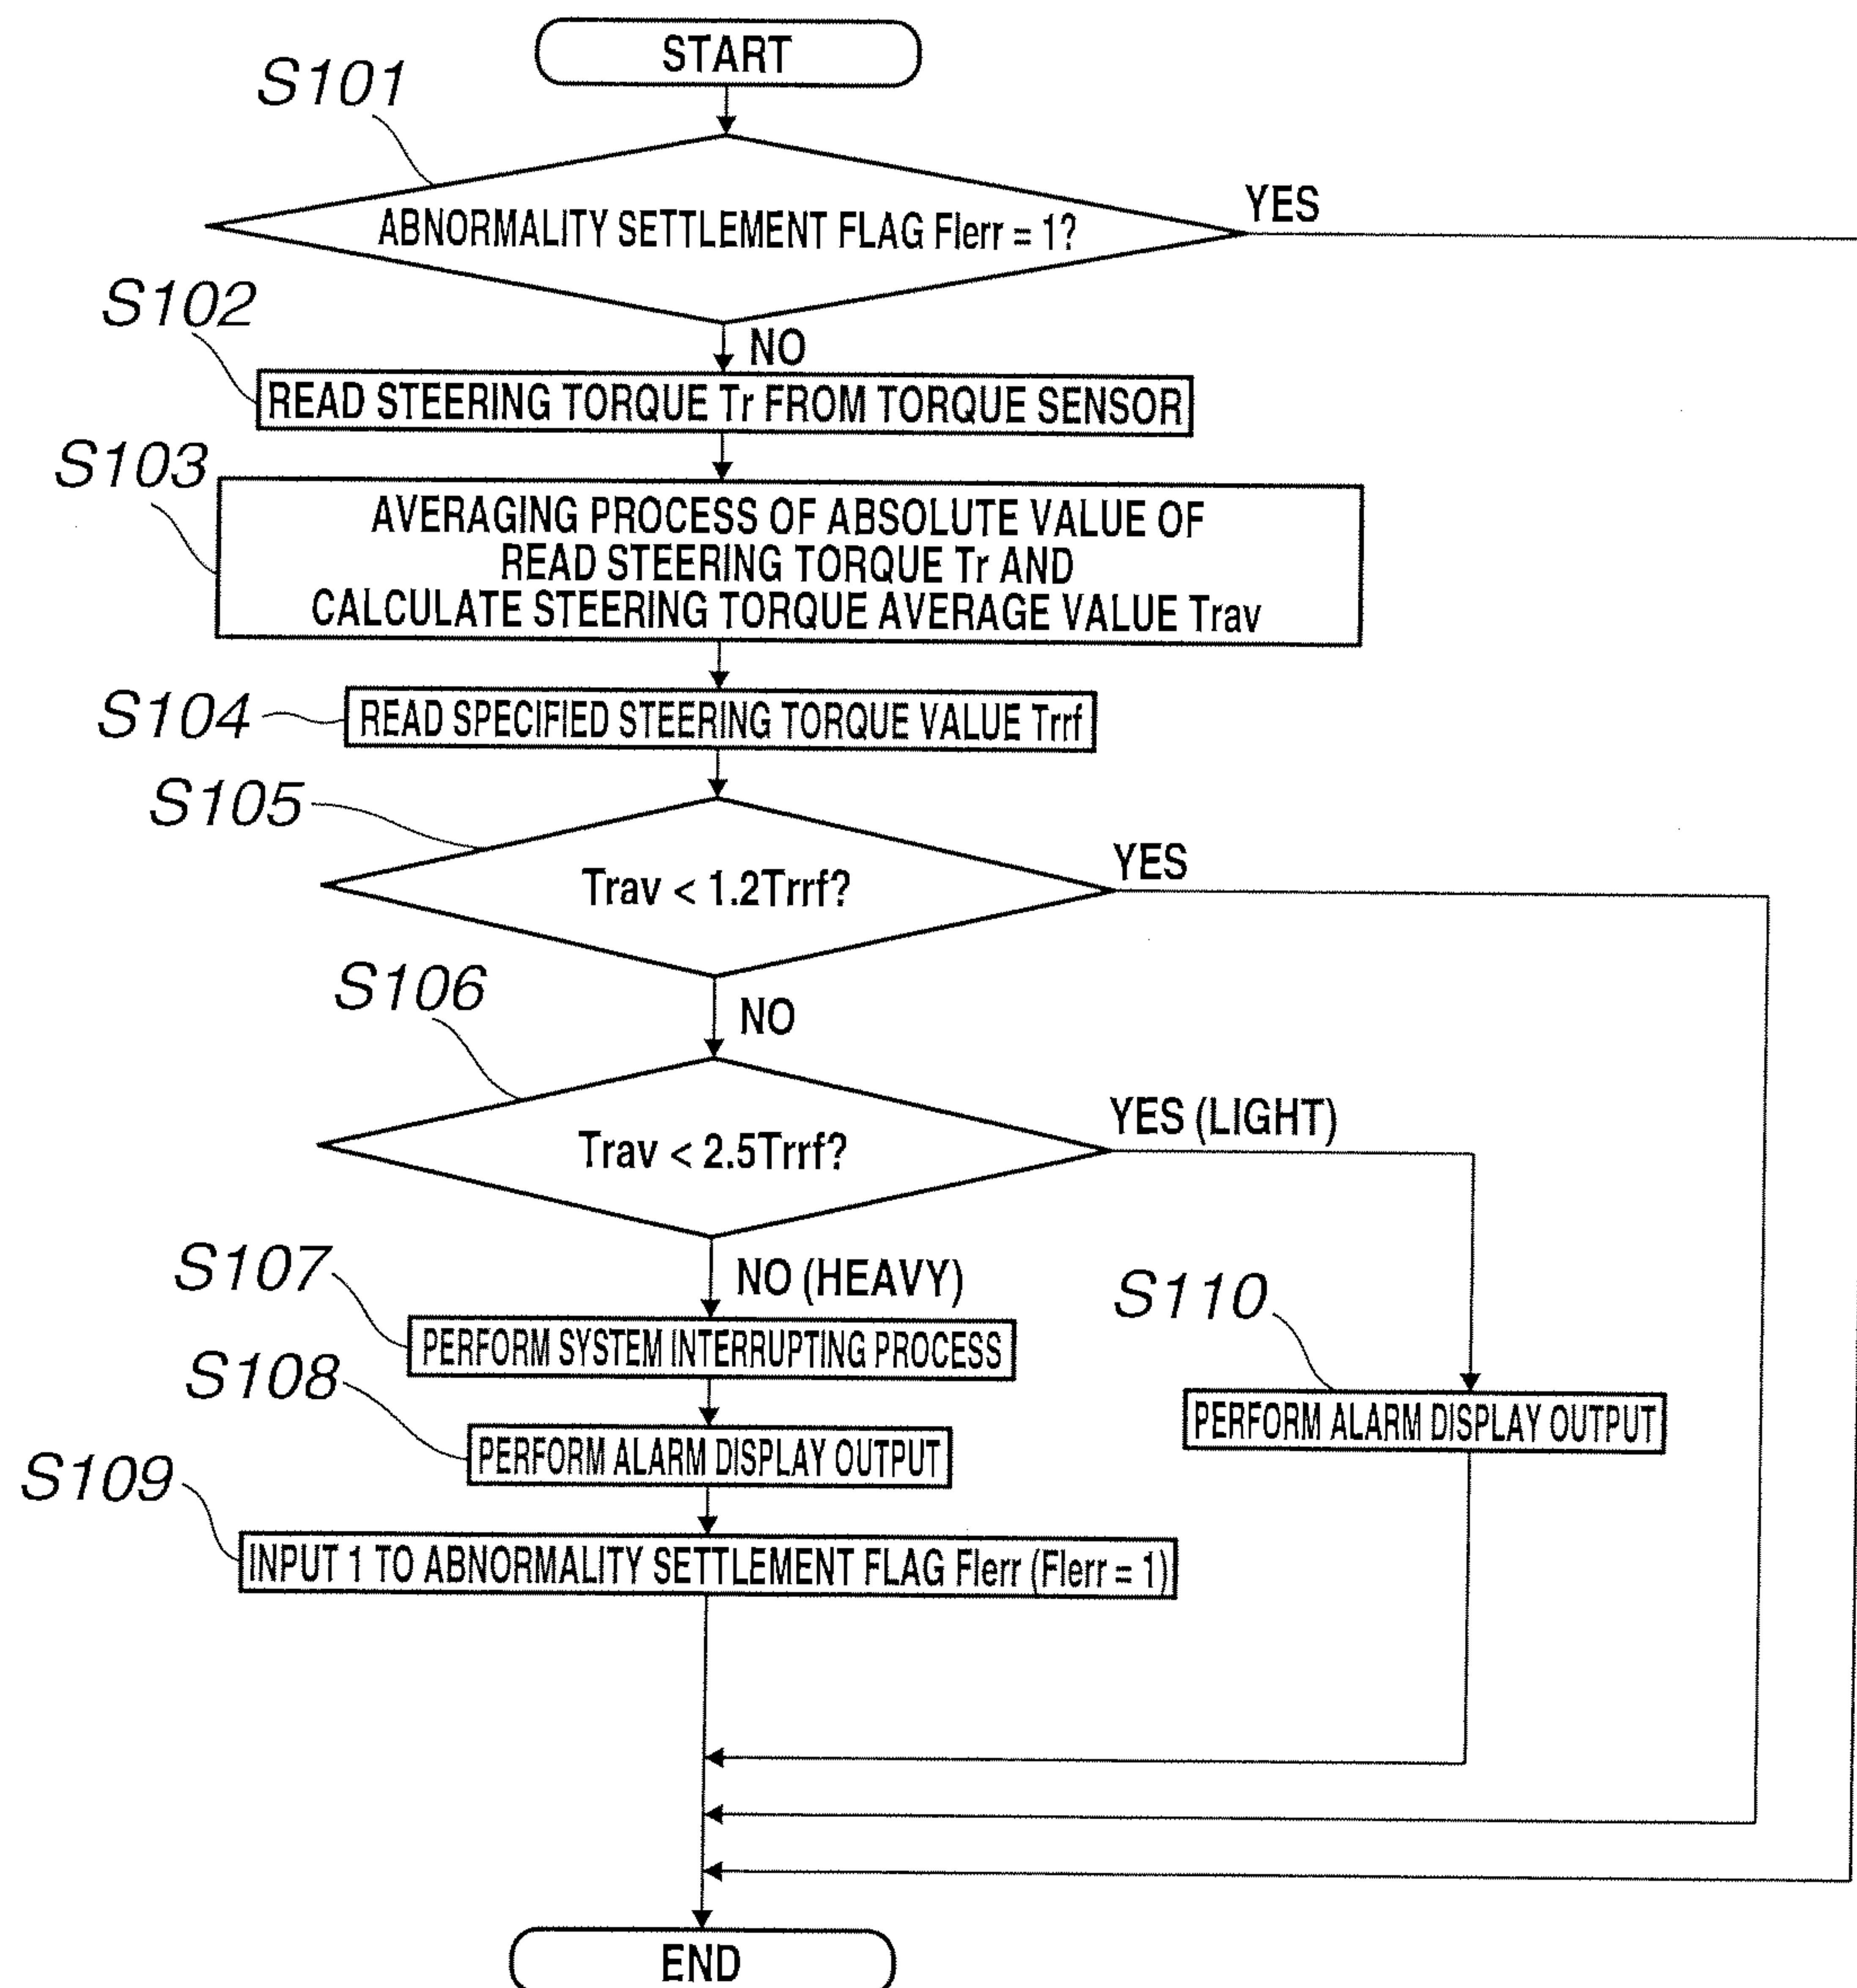 START
S101
ABNORMALITY SETTLEMENT FLAG Flerr = 1?
YES
NO
S102
READ STEERING TORQUE Tr FROM TORQUE SENSOR
S103
AVERAGING PROCESS OF ABSOLUTE VALUE OF
READ STEERING TORQUE Tr AND
CALCULATE STEERING TORQUE AVERAGE VALUE Trav
S104
READ SPECIFIED STEERING TORQUE VALUE Trrf
S105
Trav < 1.2Trrf?
YES
NO
S106
Trav < 2.5Trrf?
YES (LIGHT)
NO (HEAVY)
S107
PERFORM SYSTEM INTERRUPTING PROCESS
S110
PERFORM ALARM DISPLAY OUTPUT
S108
PERFORM ALARM DISPLAY OUTPUT
S109
INPUT 1 TO ABNORMALITY SETTLEMENT FLAG Flerr (Flerr = 1)
END